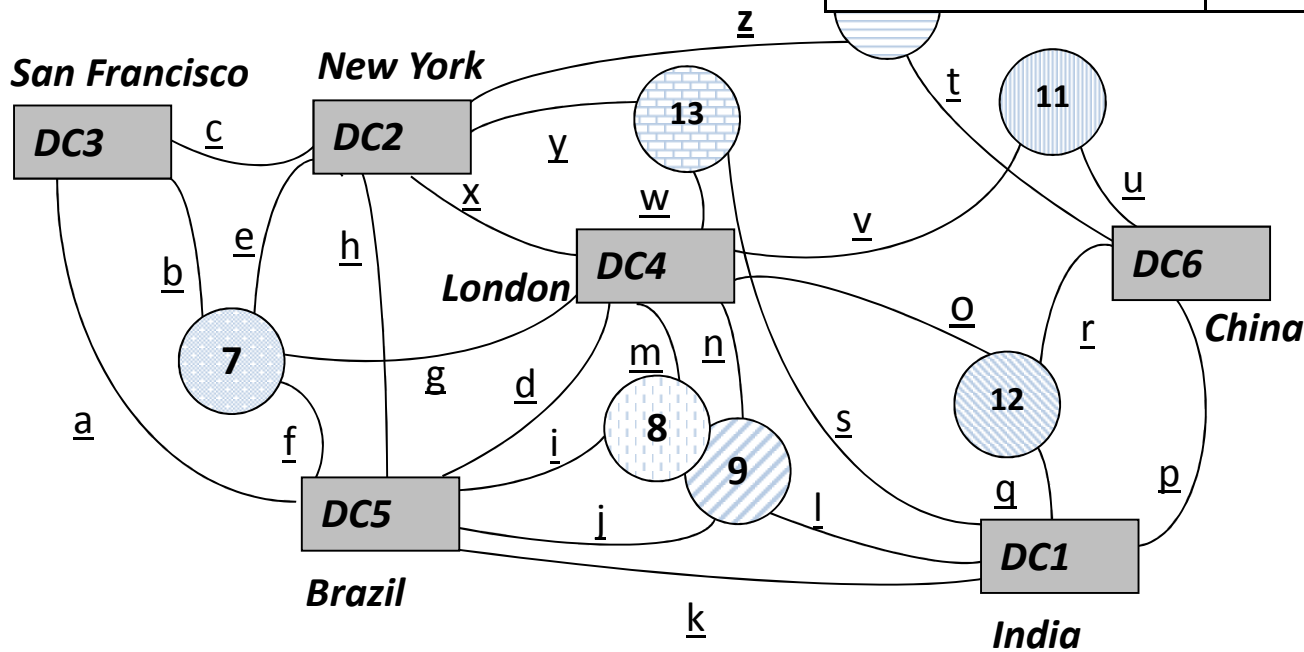 z
San Francisco
New York
t
11
13
c
DC3
DC2
y
u
x
w
v
e
h
b
DC4
DC6
London
o
r
China
7
g
m
n
d
12
a
f
i
8
s
9
q
p
DC5
j
l
DC1
Brazil
k
India